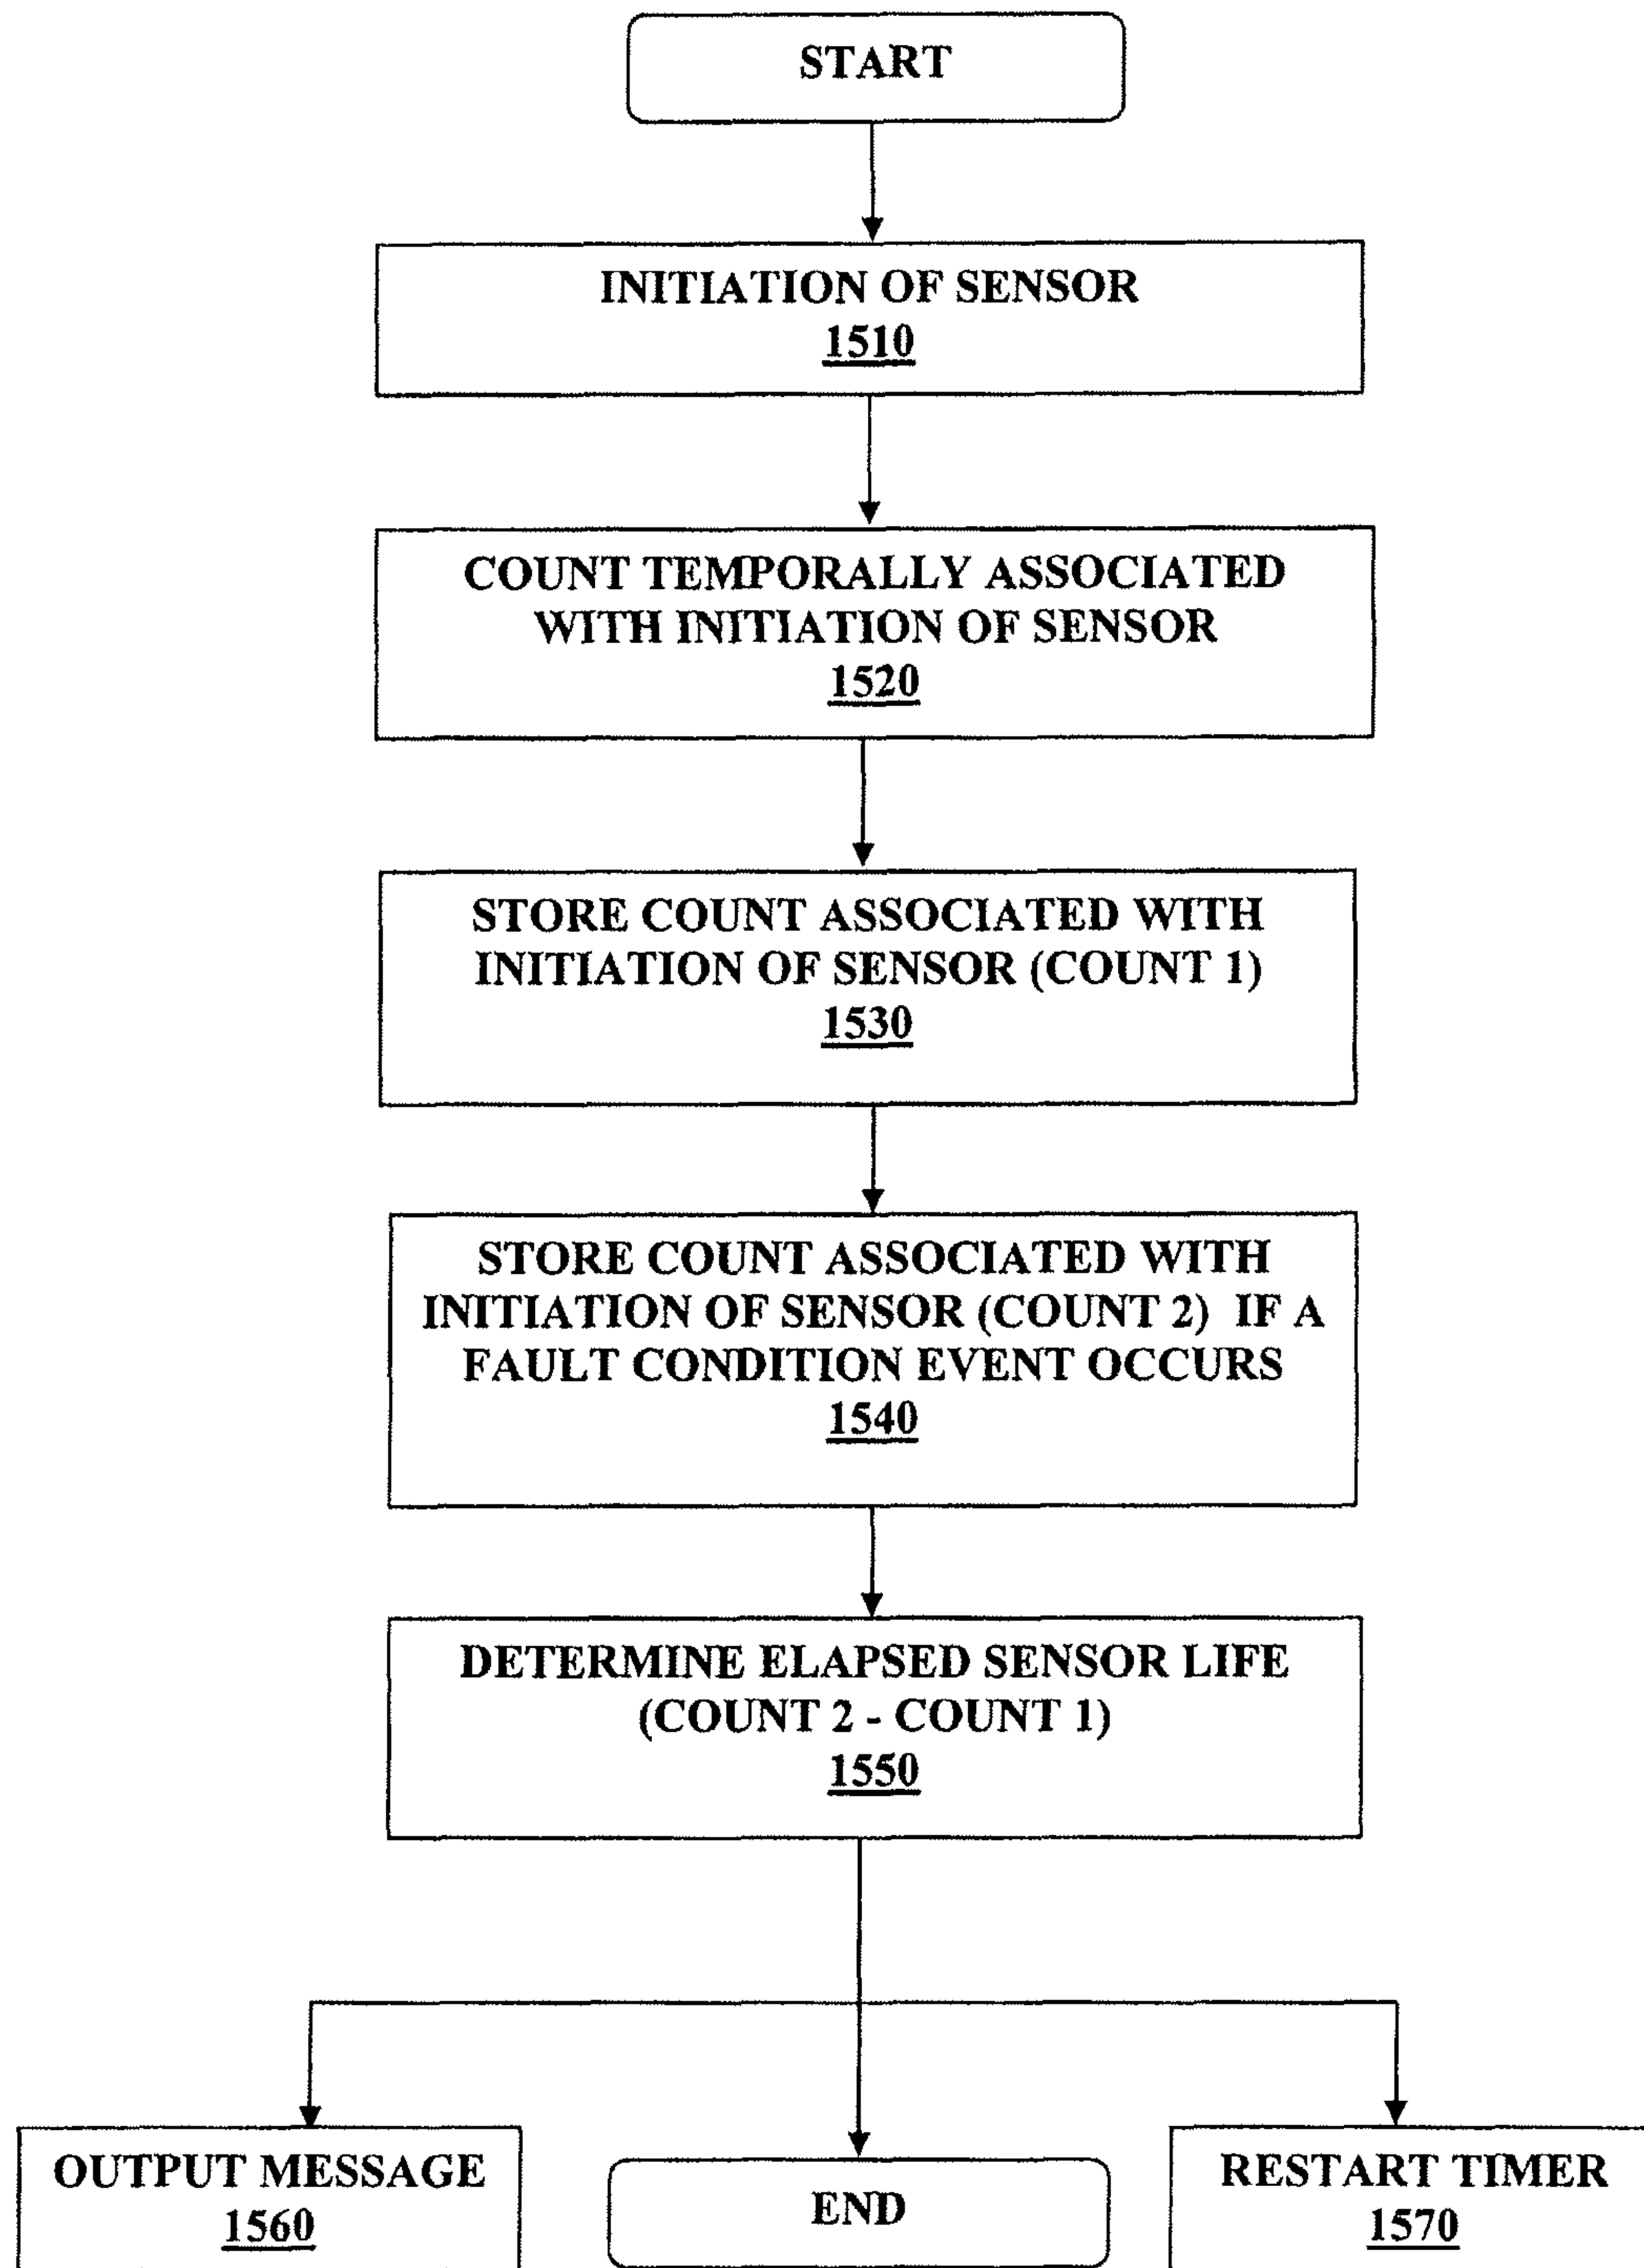 START
INITIATION OF SENSOR
1510
COUNT TEMPORALLY ASSOCIATED
WITH INITIATION OF SENSOR
1520
STORE COUNT ASSOCIATED WITH
INITIATION OF SENSOR (COUNT 1)
1530
STORE COUNT ASSOCIATED WITH
INITIATION OF SENSOR (COUNT 2) IF A
FAULT CONDITION EVENT OCCURS
1540
DETERMINE ELAPSED SENSOR LIFE
(COUNT 2 - COUNT 1)
1550
OUTPUT MESSAGE
1560
END
RESTART TIMER
1570